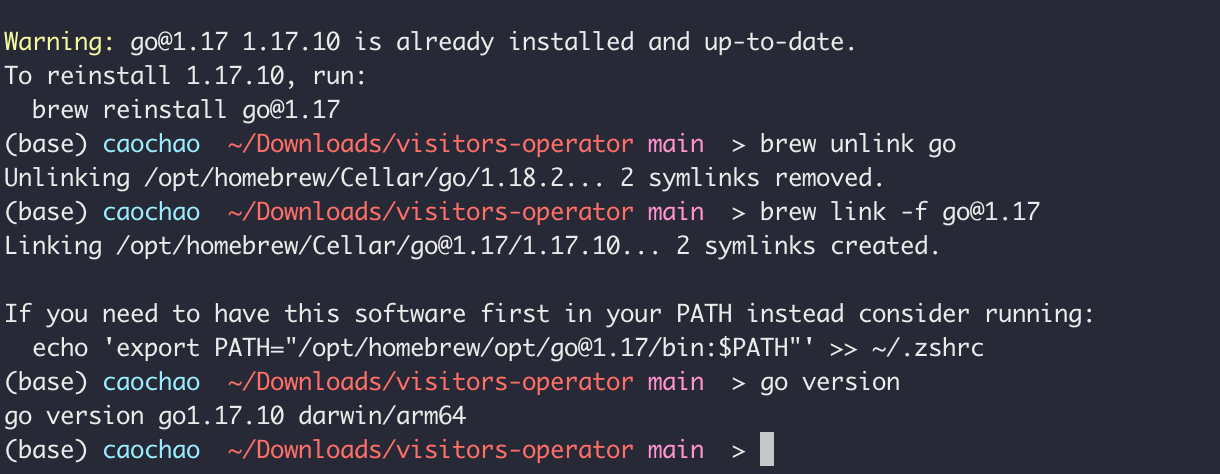 Warning: go@1.17 1.17.10 is already installed and up-to-date.
To reinstall 1.17.10, run:
  brew reinstall go@1.17
(base) caochao  ~/Downloads/visitors-operator main  > brew unlink go
Unlinking /opt/homebrew/Cellar/go/1.18.2... 2 symlinks removed.
(base) caochao  ~/Downloads/visitors-operator main  > brew link -f go@1.17
Linking /opt/homebrew/Cellar/go@1.17/1.17.10... 2 symlinks created.

If you need to have this software first in your PATH instead consider running:
  echo 'export PATH="/opt/homebrew/opt/go@1.17/bin:$PATH"' >> ~/.zshrc
(base) caochao  ~/Downloads/visitors-operator main  > go version
go version go1.17.10 darwin/arm64
(base) caochao  ~/Downloads/visitors-operator main  >